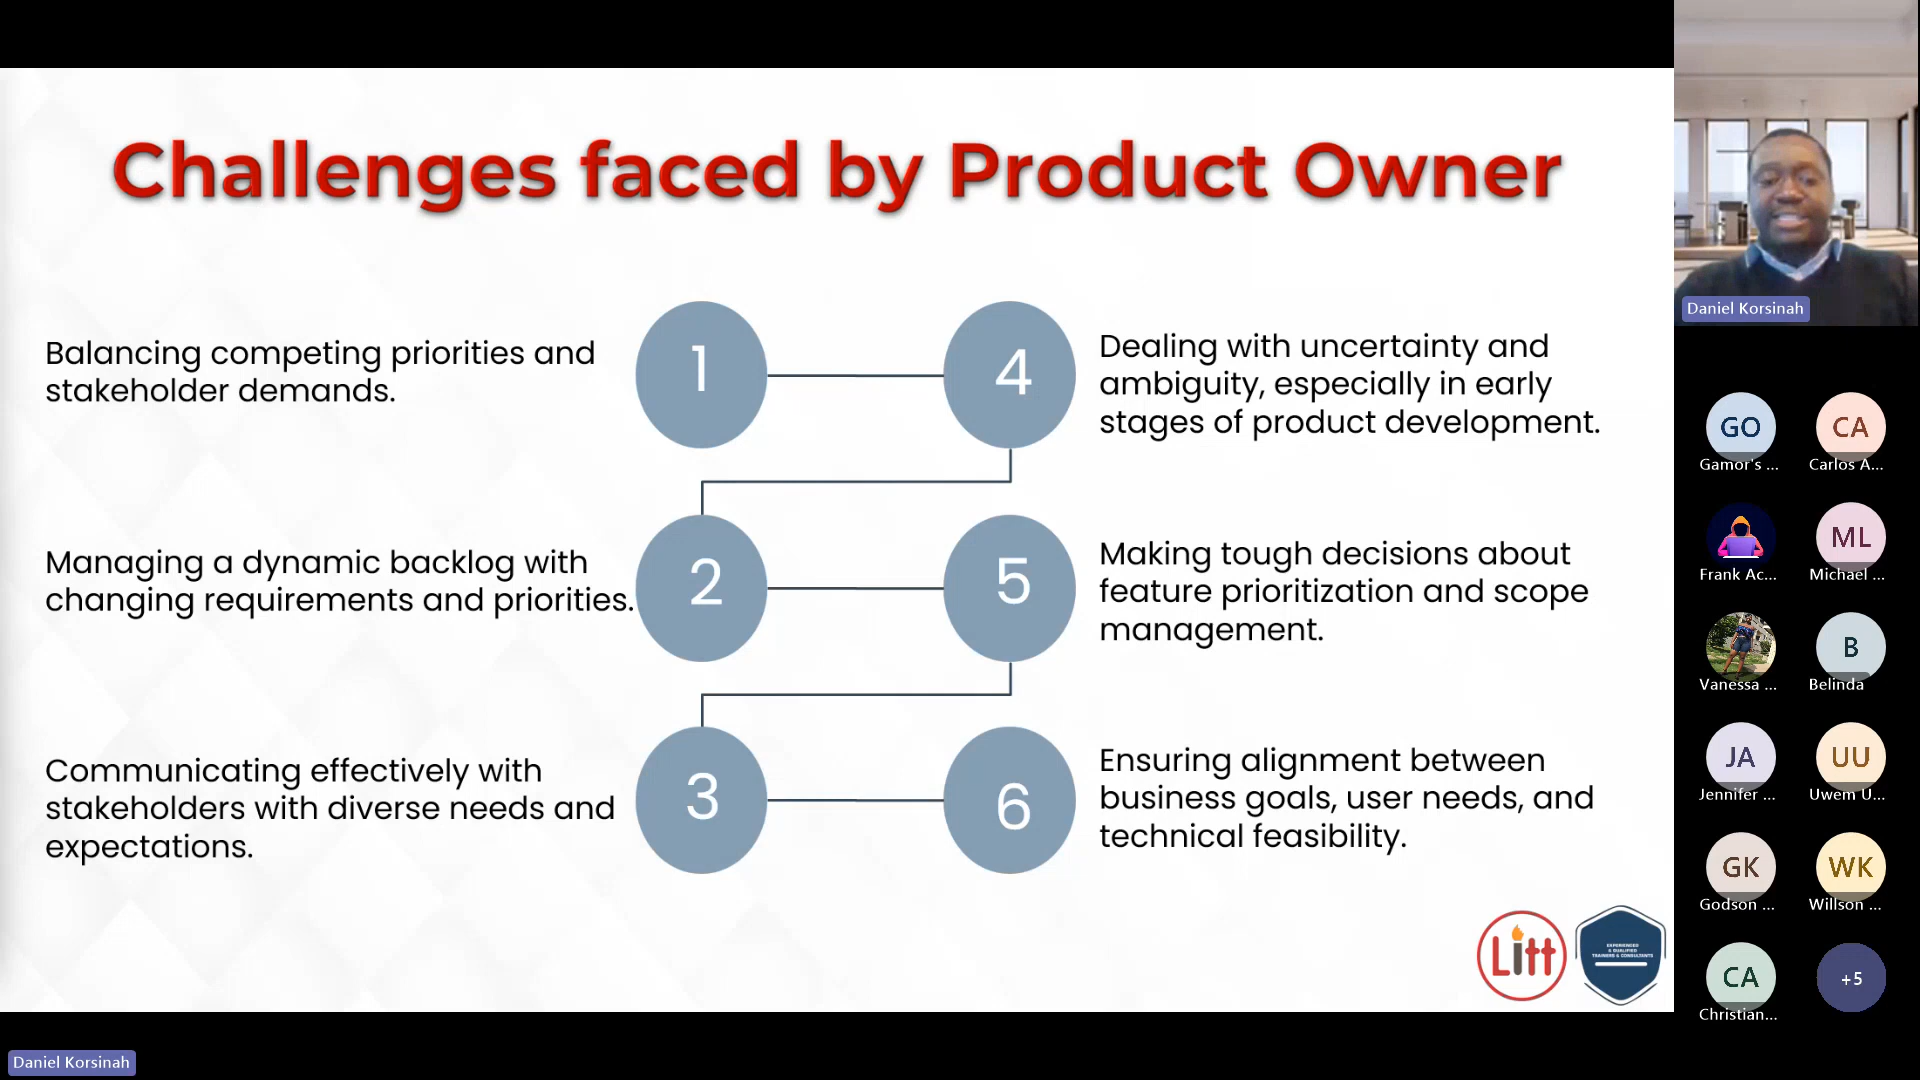 Challenges faced by Product Owner
Balancing competing priorities and
stakeholder demands.
1
4
Dealing with uncertainty and
ambiguity, especially in early
stages of product development.
Managing a dynamic backlog with
changing requirements and priorities.
2
5
Making tough decisions about
feature prioritization and scope
management.
Communicating effectively with
stakeholders with diverse needs and
expectations.
3
6
Ensuring alignment between
business goals, user needs, and
technical feasibility.
Litt
EXPERIENCED
& QUALIFIED
TRAINERS & CONSULTANTS
Daniel Korsinah
Daniel Korsinah
GO
Gamor's ...
CA
Carlos A...
Frank Ac...
ML
Michael ...
Vanessa ...
B
Belinda
JA
Jennifer ...
UU
Uwem U...
GK
Godson ...
WK
Willson ...
CA
Christian...
+5